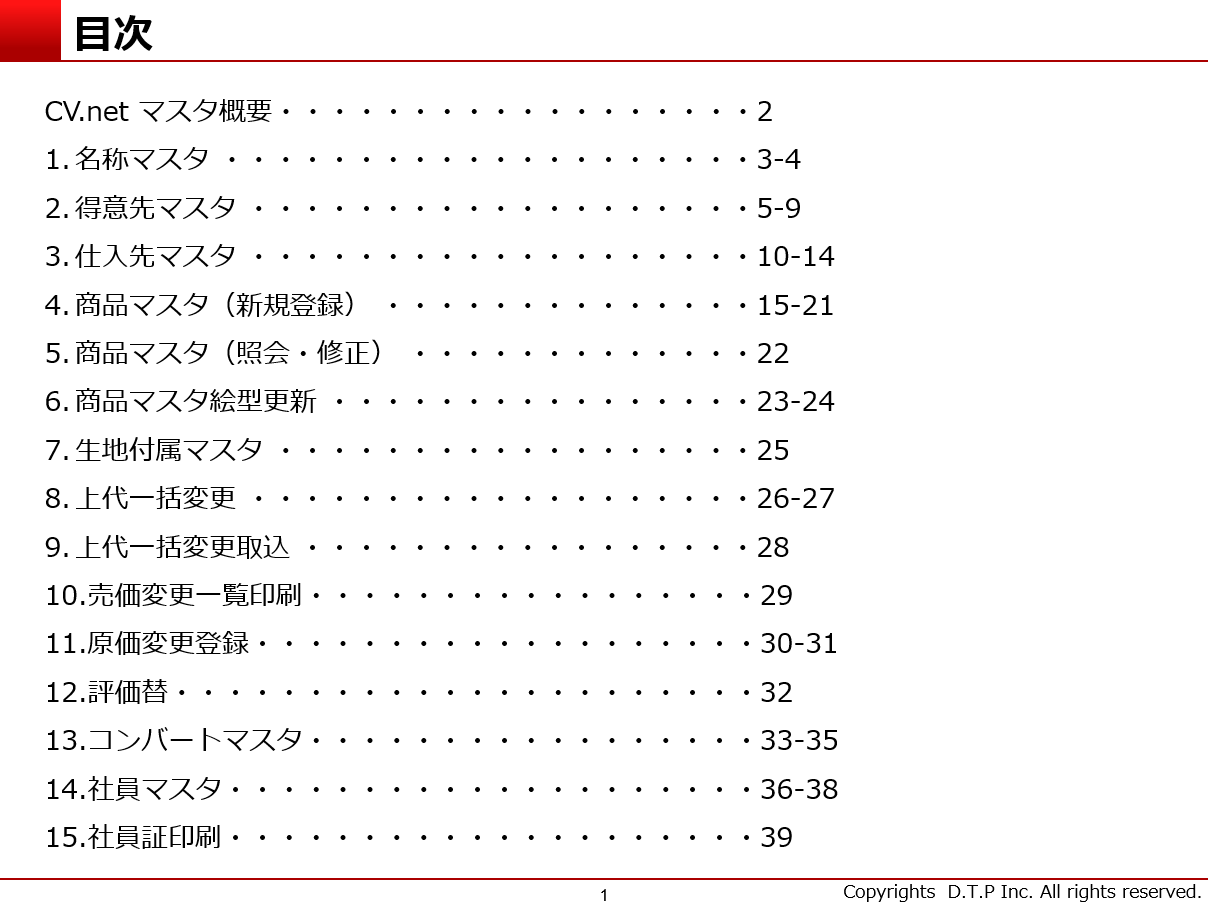 目次
CV.net マスタ概要・・・・・・・・・・・・・・・・・・2
1. 名称マスタ ・・・・・・・・・・・・・・・・・・・・3-4
2. 得意先マスタ ・・・・・・・・・・・・・・・・・・・5-9
3. 仕入先マスタ ・・・・・・・・・・・・・・・・・・・10-14
4. 商品マスタ（新規登録） ・・・・・・・・・・・・・・15-21
5. 商品マスタ（照会・修正） ・・・・・・・・・・・・・22
6. 商品マスタ絵型更新 ・・・・・・・・・・・・・・・・23-24
7. 生地付属マスタ ・・・・・・・・・・・・・・・・・・25
8. 上代一括変更 ・・・・・・・・・・・・・・・・・・・26-27
9. 上代一括変更取込 ・・・・・・・・・・・・・・・・・28
10.売価変更一覧印刷・・・・・・・・・・・・・・・・・29
11.原価変更登録・・・・・・・・・・・・・・・・・・・30-31
12.評価替・・・・・・・・・・・・・・・・・・・・・・32
13.コンバートマスタ・・・・・・・・・・・・・・・・・33-35
14.社員マスタ・・・・・・・・・・・・・・・・・・・・36-38
15.社員証印刷・・・・・・・・・・・・・・・・・・・・39
1
Copyrights D.T.P Inc. All rights reserved.